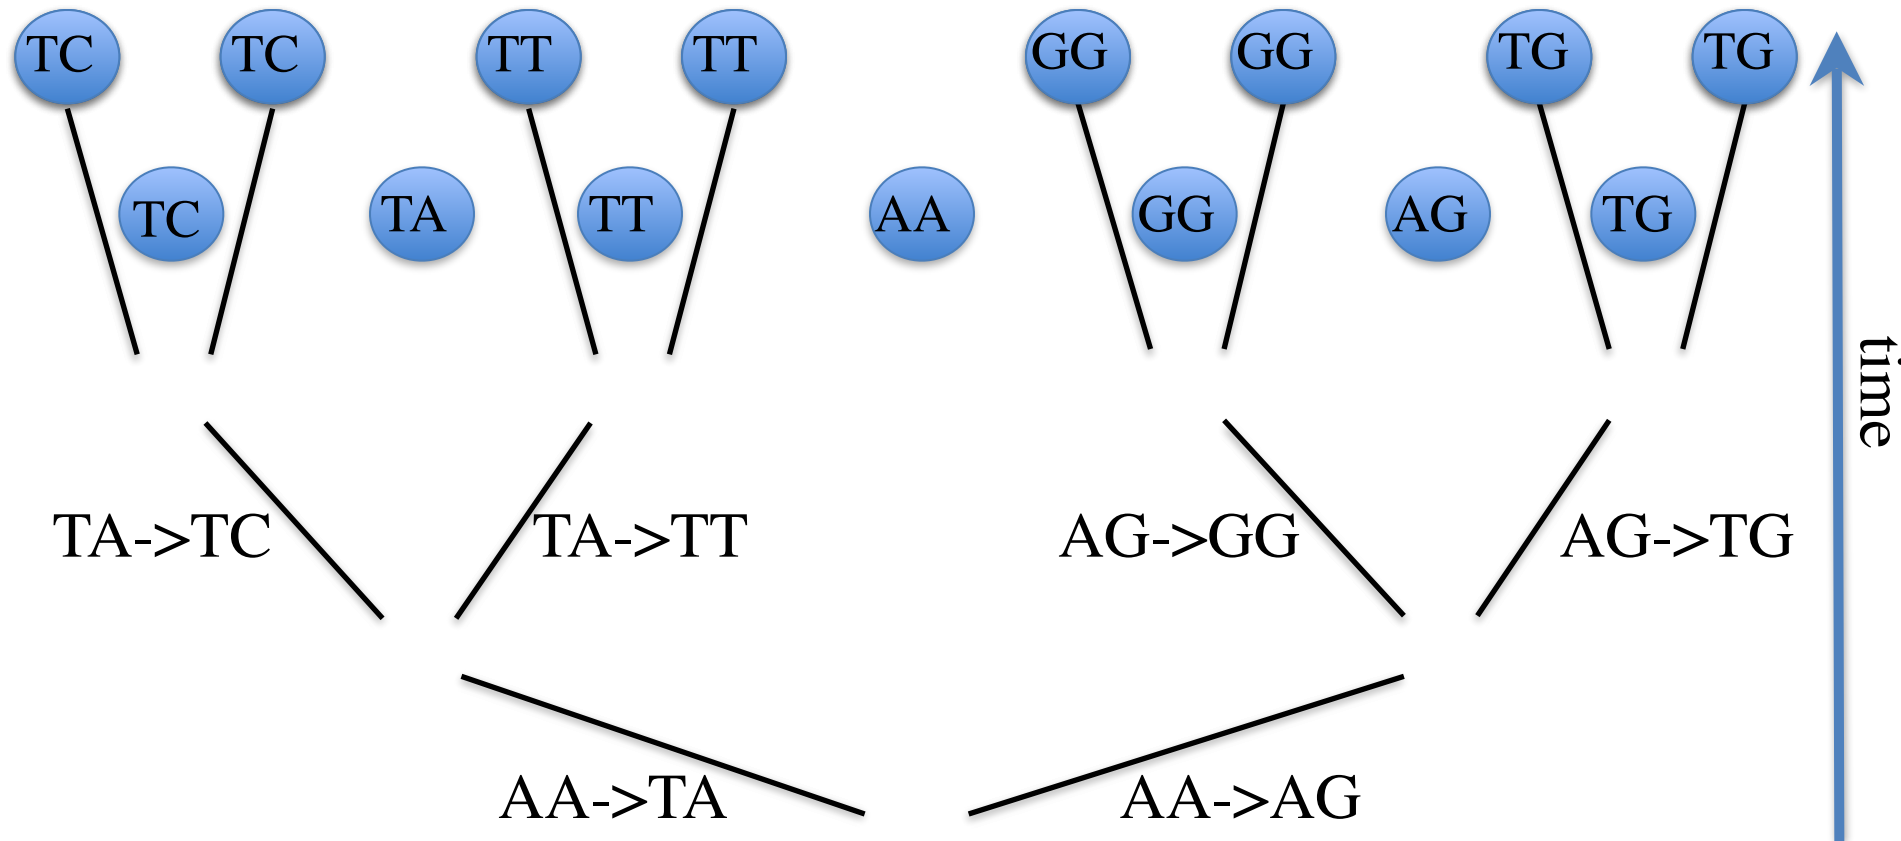 TC TC TT TT GG GG TG TG
TC TA TT AA GG AG TG
time
TA->TC TA->TT AG->GG AG->TG
AA->TA AA->AG